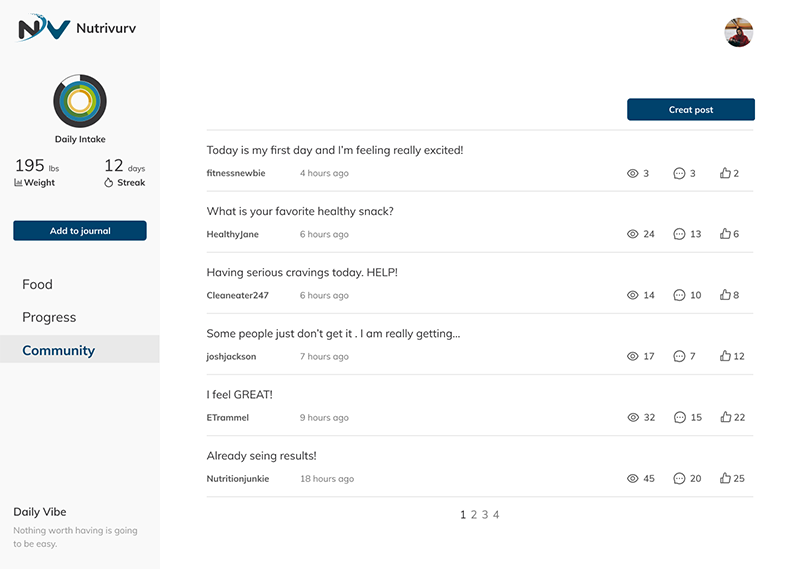 NV Nutrivurv
Daily Intake
195 lbs 12 days
Weight Streak
Add to journal
Food
Progress
Community
Daily Vibe
Nothing worth having is going
to be easy.
Creat post
Today is my first day and I'm feeling really excited!
fitnessnewbie 4 hours ago 3 3 2
What is your favorite healthy snack?
HealthyJane 6 hours ago 24 13 6
Having serious cravings today. HELP!
Cleaneater247 6 hours ago 14 10 8
Some people just don't get it . I am really getting...
joshjackson 7 hours ago 17 7 12
I feel GREAT!
ETrammel 9 hours ago 32 15 22
Already seing results!
Nutritionjunkie 18 hours ago 45 20 25
1 2 3 4